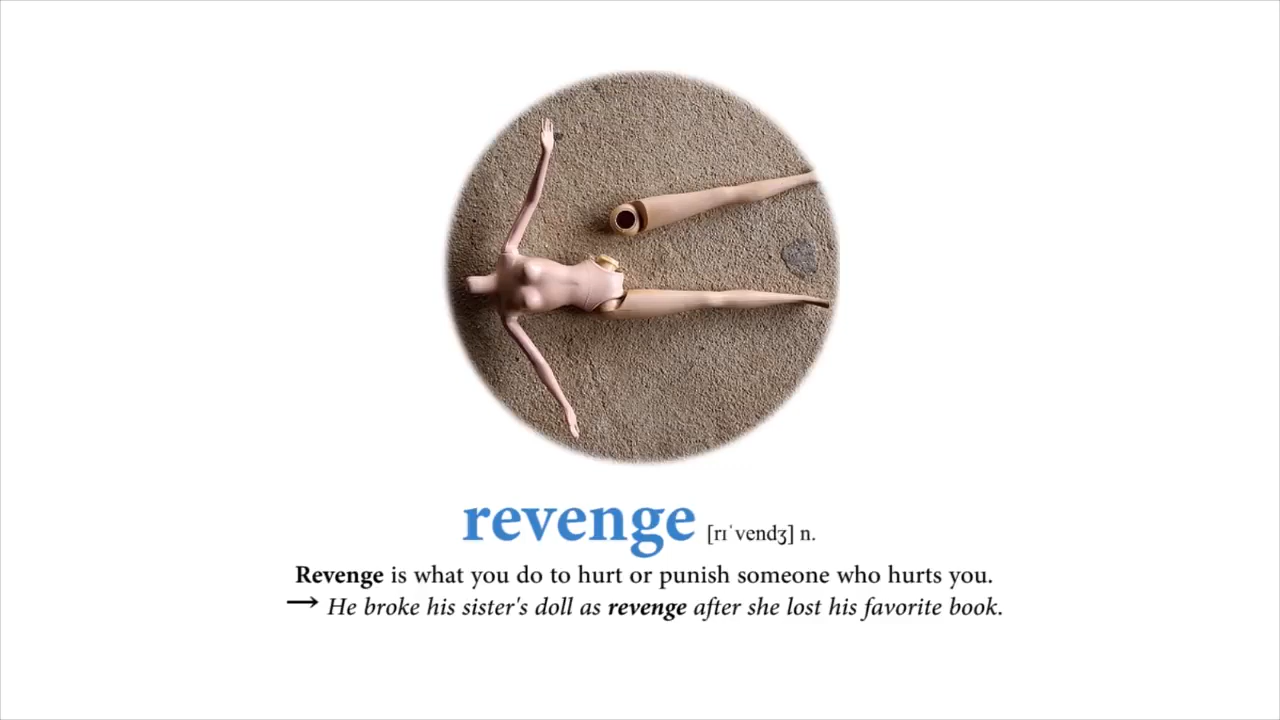 revenge [rɪˈvendʒ] n.
Revenge is what you do to hurt or punish someone who hurts you.
→ He broke his sister's doll as revenge after she lost his favorite book.